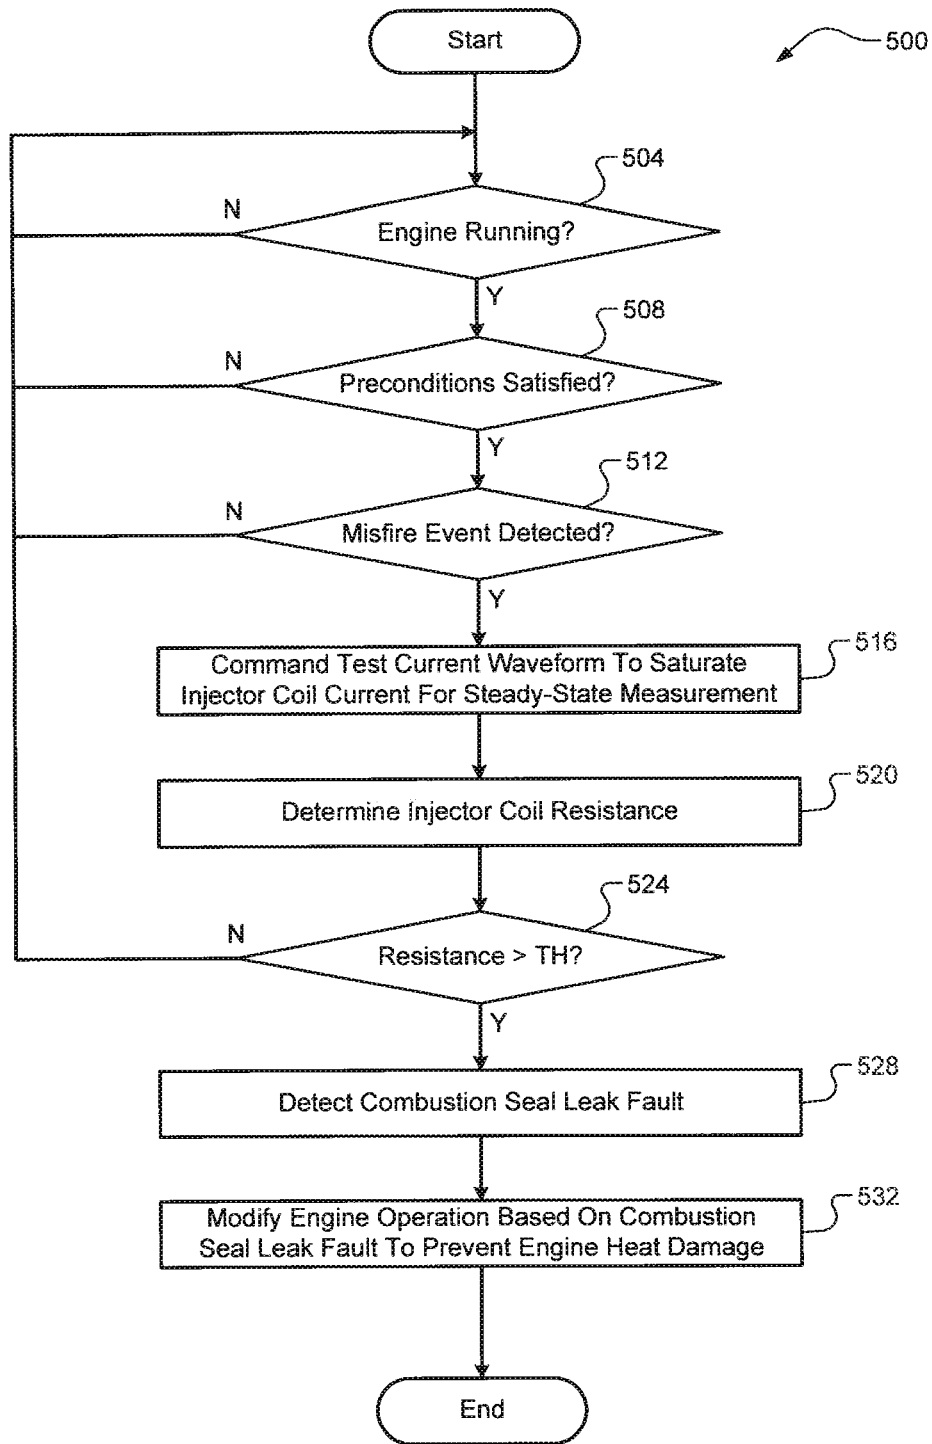 Start
500
504
N
Engine Running?
Y
508
N
Preconditions Satisfied?
Y
512
N
Misfire Event Detected?
Y
516
Command Test Current Waveform To Saturate
Injector Coil Current For Steady-State Measurement
520
Determine Injector Coil Resistance
524
N
Resistance > TH?
Y
528
Detect Combustion Seal Leak Fault
532
Modify Engine Operation Based On Combustion
Seal Leak Fault To Prevent Engine Heat Damage
End